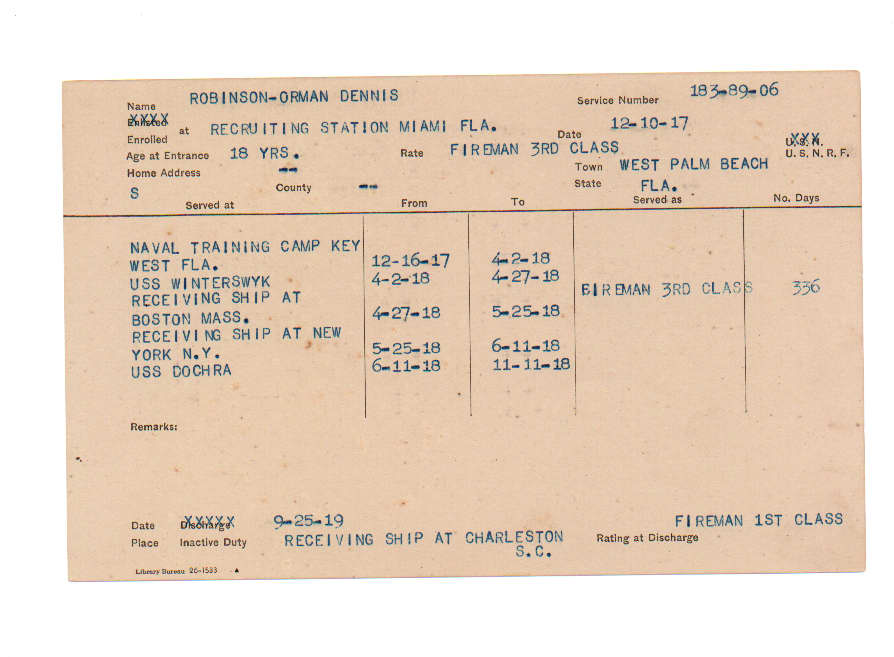 Name ROBINSON-ORMAN DENNIS Service Number 183-89-06
Enlisted XXXX
Enrolled at RECRUITING STATION MIAMI FLA. Date 12-10-17 U.S.N. XXX
Age at Entrance 18 YRS. Rate FIREMAN 3RD CLASS U. S. N. R. F.
Home Address -- Town WEST PALM BEACH
S County -- State FLA.
Served at From To Served as No. Days
NAVAL TRAINING CAMP KEY
WEST FLA. 12-16-17 4-2-18
USS WINTERSWYK 4-2-18 4-27-18
RECEIVING SHIP AT BIREMAN 3RD CLASS 336
BOSTON MASS. 4-27-18 5-25-18
RECEIVING SHIP AT NEW
YORK N.Y. 5-25-18 6-11-18
USS DOCHRA 6-11-18 11-11-18
Remarks:
Date Discharge XXXXX 9-25-19 FIREMAN 1ST CLASS
Place Inactive Duty RECEIVING SHIP AT CHARLESTON Rating at Discharge
S.C.
Library Bureau 26-1533